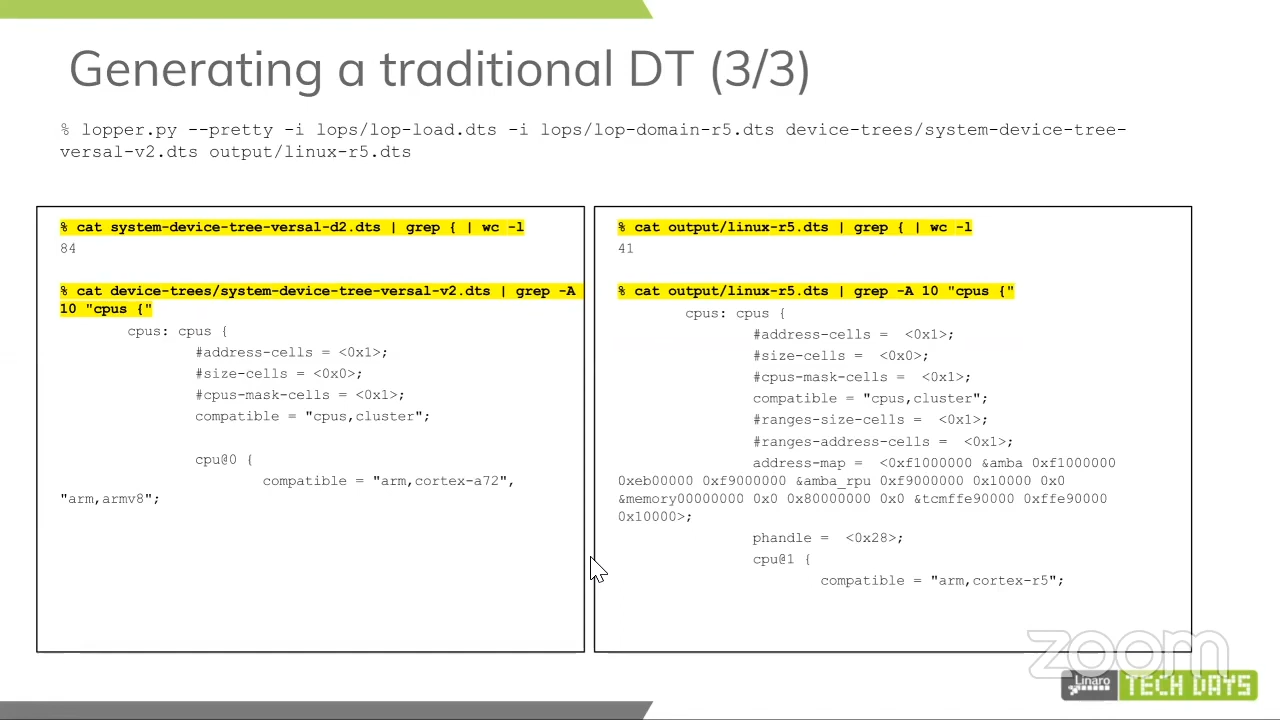 Generating a traditional DT (3/3)
% lopper.py --pretty -i lops/lop-load.dts -i lops/lop-domain-r5.dts device-trees/system-device-tree-
versal-v2.dts output/linux-r5.dts
% cat system-device-tree-versal-d2.dts | grep { | wc -l
84
% cat device-trees/system-device-tree-versal-v2.dts | grep -A
10 "cpus {"
cpus: cpus {
#address-cells = <0x1>;
#size-cells = <0x0>;
#cpus-mask-cells = <0x1>;
compatible = "cpus,cluster";
cpu@0 {
compatible = "arm,cortex-a72",
"arm,armv8";
% cat output/linux-r5.dts | grep { | wc -l
41
% cat output/linux-r5.dts | grep -A 10 "cpus {"
cpus: cpus {
#address-cells =  <0x1>;
#size-cells =  <0x0>;
#cpus-mask-cells =  <0x1>;
compatible = "cpus,cluster";
#ranges-size-cells =  <0x1>;
#ranges-address-cells =  <0x1>;
address-map =  <0xf1000000 &amba 0xf1000000
0xeb00000 0xf9000000 &amba_rpu 0xf9000000 0x10000 0x0
&memory00000000 0x0 0x80000000 0x0 &tcmffe90000 0xffe90000
0x10000>;
phandle =  <0x28>;
cpu@1 {
compatible = "arm,cortex-r5";
zoom
Linaro
TECH DAYS